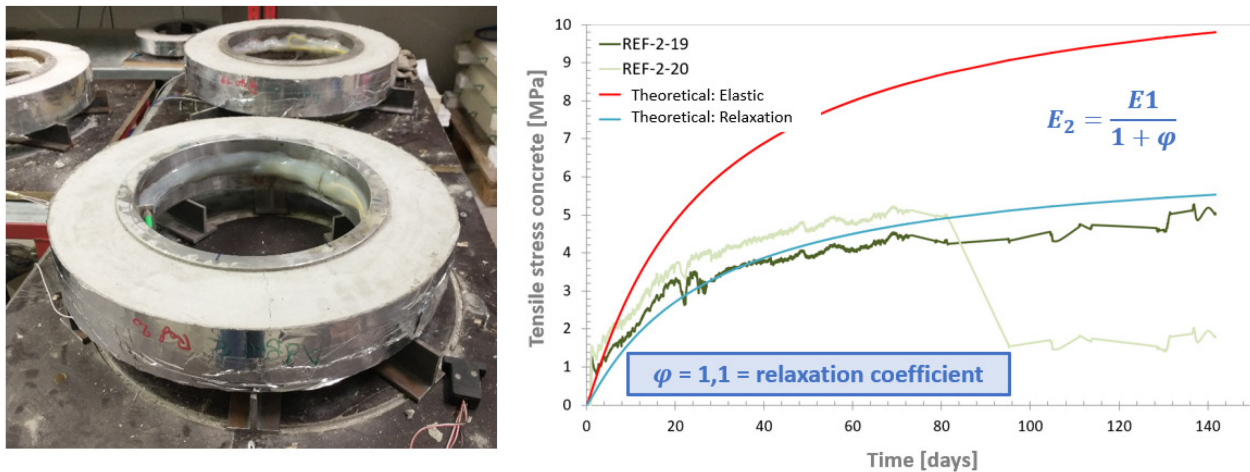 Ref 20
REF-2-19
REF-2-20
Theoretical: Elastic
Theoretical: Relaxation
E₂ = E1 / (1 + φ)
φ = 1,1 = relaxation coefficient
Tensile stress concrete [MPa]
10
9
8
7
6
5
4
3
2
1
0
0
20
40
60
80
100
120
140
Time [days]